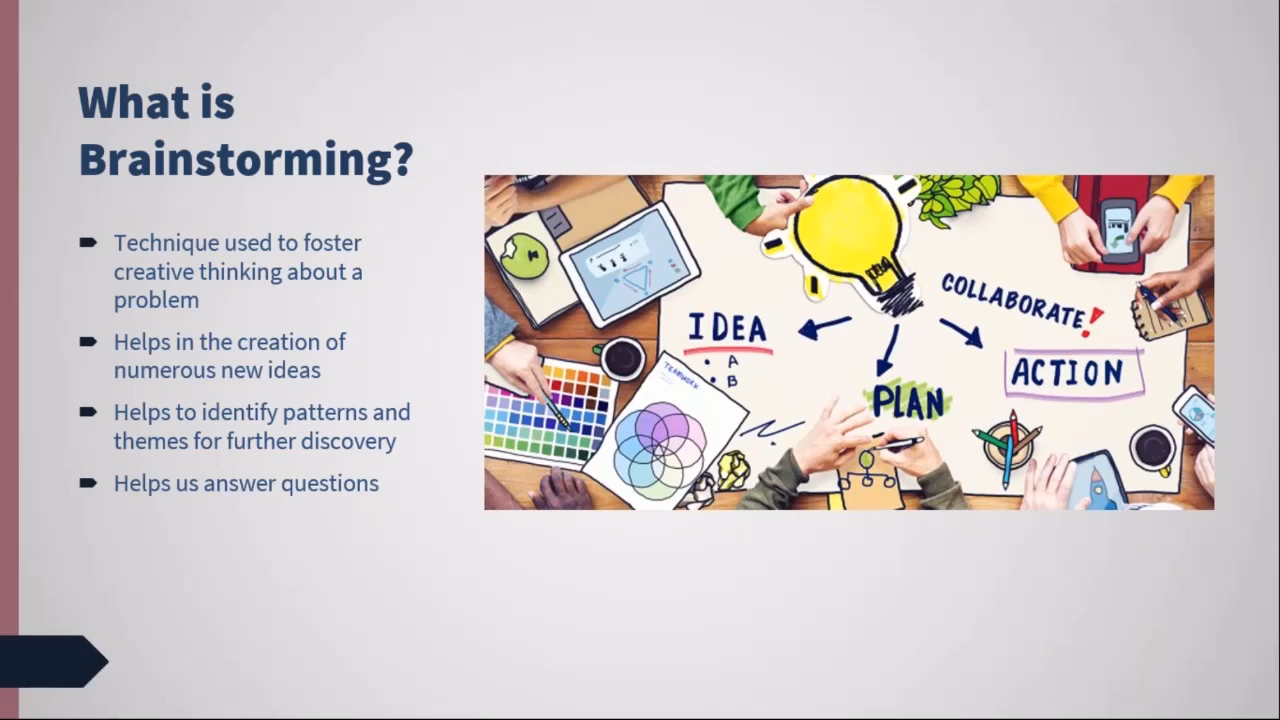 What is
Brainstorming?
Technique used to foster
creative thinking about a
problem
Helps in the creation of
numerous new ideas
Helps to identify patterns and
themes for further discovery
Helps us answer questions
IDEA
A
B
TEAMWORK
PLAN
COLLABORATE!
ACTION